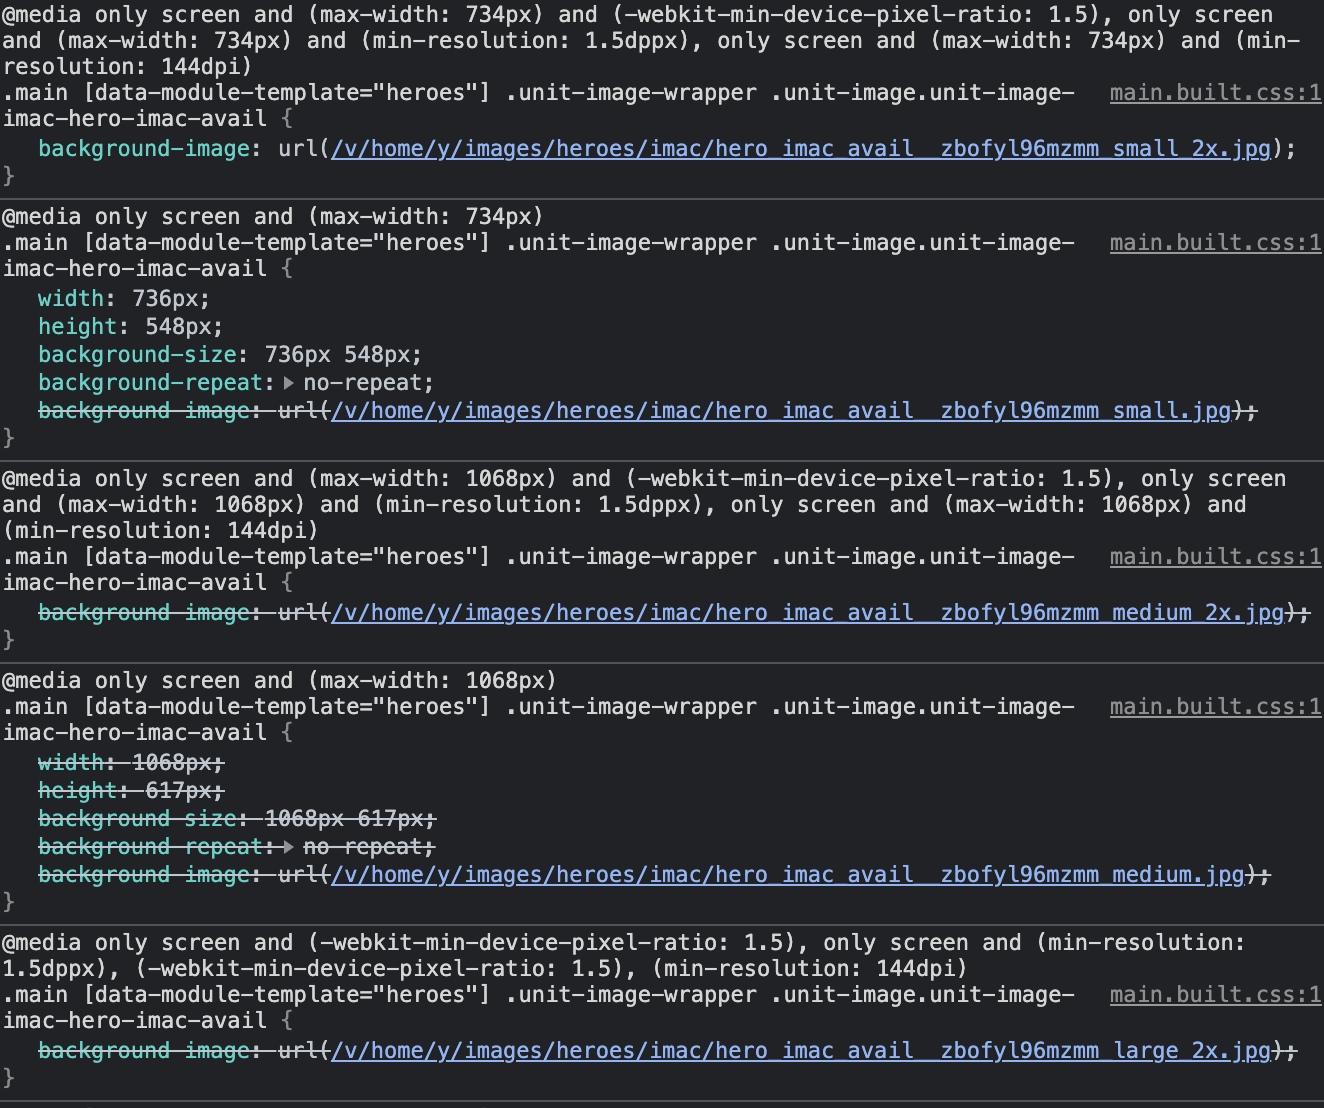 @media only screen and (max-width: 734px) and (-webkit-min-device-pixel-ratio: 1.5), only screen
and (max-width: 734px) and (min-resolution: 1.5dppx), only screen and (max-width: 734px) and (min-
resolution: 144dpi)
.main [data-module-template="heroes"] .unit-image-wrapper .unit-image.unit-image- main.built.css:1
imac-hero-imac-avail {
background-image: url(/v/home/y/images/heroes/imac/hero_imac_avail__zbofyl96mzmm_small_2x.jpg);
}
@media only screen and (max-width: 734px)
.main [data-module-template="heroes"] .unit-image-wrapper .unit-image.unit-image- main.built.css:1
imac-hero-imac-avail {
width: 736px;
height: 548px;
background-size: 736px 548px;
background-repeat: no-repeat;
background-image: url(/v/home/y/images/heroes/imac/hero_imac_avail__zbofyl96mzmm_small.jpg);
}
@media only screen and (max-width: 1068px) and (-webkit-min-device-pixel-ratio: 1.5), only screen
and (max-width: 1068px) and (min-resolution: 1.5dppx), only screen and (max-width: 1068px) and
(min-resolution: 144dpi)
.main [data-module-template="heroes"] .unit-image-wrapper .unit-image.unit-image- main.built.css:1
imac-hero-imac-avail {
background-image: url(/v/home/y/images/heroes/imac/hero_imac_avail__zbofyl96mzmm_medium_2x.jpg);
}
@media only screen and (max-width: 1068px)
.main [data-module-template="heroes"] .unit-image-wrapper .unit-image.unit-image- main.built.css:1
imac-hero-imac-avail {
width: 1068px;
height: 617px;
background-size: 1068px 617px;
background-repeat: no-repeat;
background-image: url(/v/home/y/images/heroes/imac/hero_imac_avail__zbofyl96mzmm_medium.jpg);
}
@media only screen and (-webkit-min-device-pixel-ratio: 1.5), only screen and (min-resolution:
1.5dppx), (-webkit-min-device-pixel-ratio: 1.5), (min-resolution: 144dpi)
.main [data-module-template="heroes"] .unit-image-wrapper .unit-image.unit-image- main.built.css:1
imac-hero-imac-avail {
background-image: url(/v/home/y/images/heroes/imac/hero_imac_avail__zbofyl96mzmm_large_2x.jpg);
}